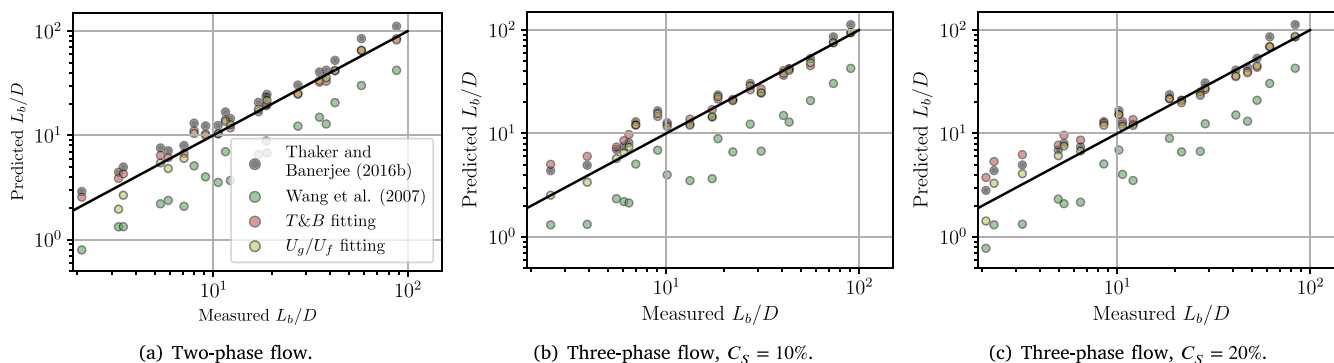 Predicted L_b/D
10^2
10^1
10^0
Thaker and
Banerjee (2016b)
Wang et al. (2007)
T&B fitting
U_g/U_f fitting
10^1
10^2
Measured L_b/D
(a) Two-phase flow.
Predicted L_b/D
10^2
10^1
10^0
10^1
10^2
Measured L_b/D
(b) Three-phase flow, C_S = 10%.
Predicted L_b/D
10^2
10^1
10^0
10^1
10^2
Measured L_b/D
(c) Three-phase flow, C_S = 20%.